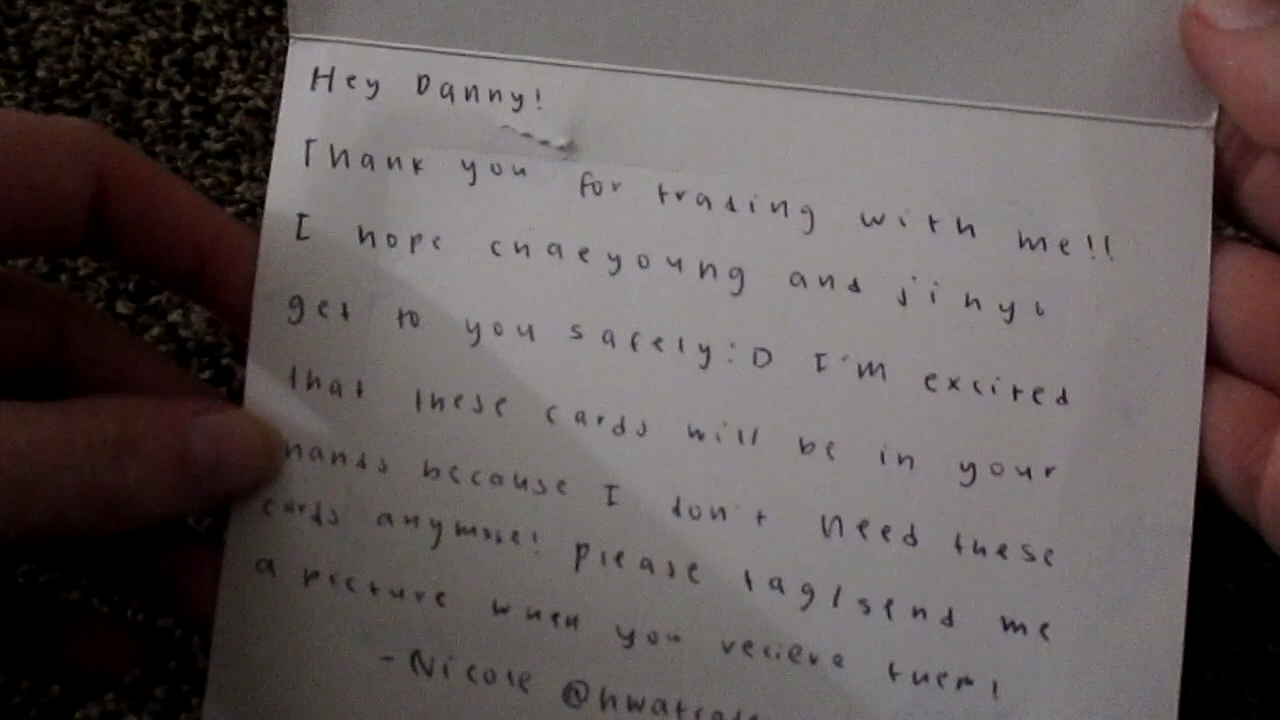 Hey Danny!
Thank you for trading with me!!
I hope chaeyoung and jinyo
get to you safely:D I'm excited
that these cards will be in your
hands because I don't need these
cards anymore! please tag/send me
a picture when you recieve them!
-Nicole